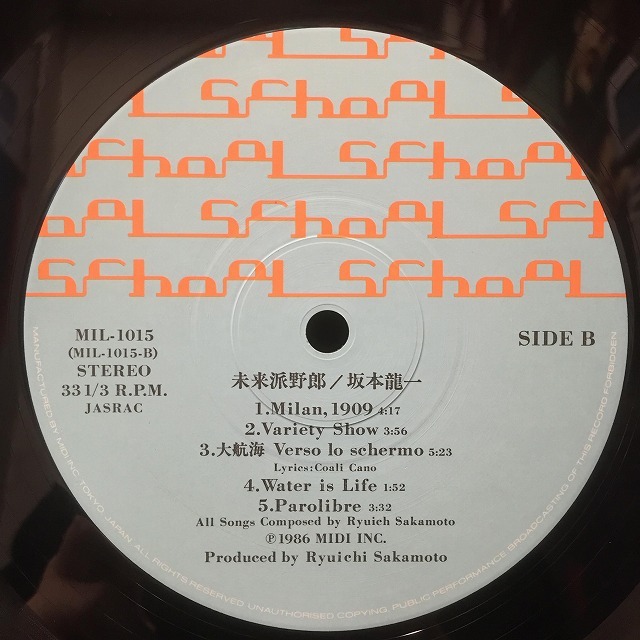 School School
School School
School School
School School Sch
School School
MIL-1015
(MIL-1015-B)
STEREO
33 1/3 R.P.M.
JASRAC
SIDE B
未来派野郎／坂本龍一
1.Milan,1909 4:17
2.Variety Show 3:56
3.大航海 Verso lo schermo 5:23
Lyrics:Coali Cano
4.Water is Life 1:52
5.Parolibre 3:32
All Songs Composed by Ryuich Sakamoto
℗1986 MIDI INC.
Produced by Ryuichi Sakamoto
MANUFACTURED BY MIDI INC. TOKYO, JAPAN ALL RIGHTS RESERVED UNAUTHORISED COPYING, PUBLIC PERFORMANCE BROADCASTING OF THIS RECORD FORBIDDEN